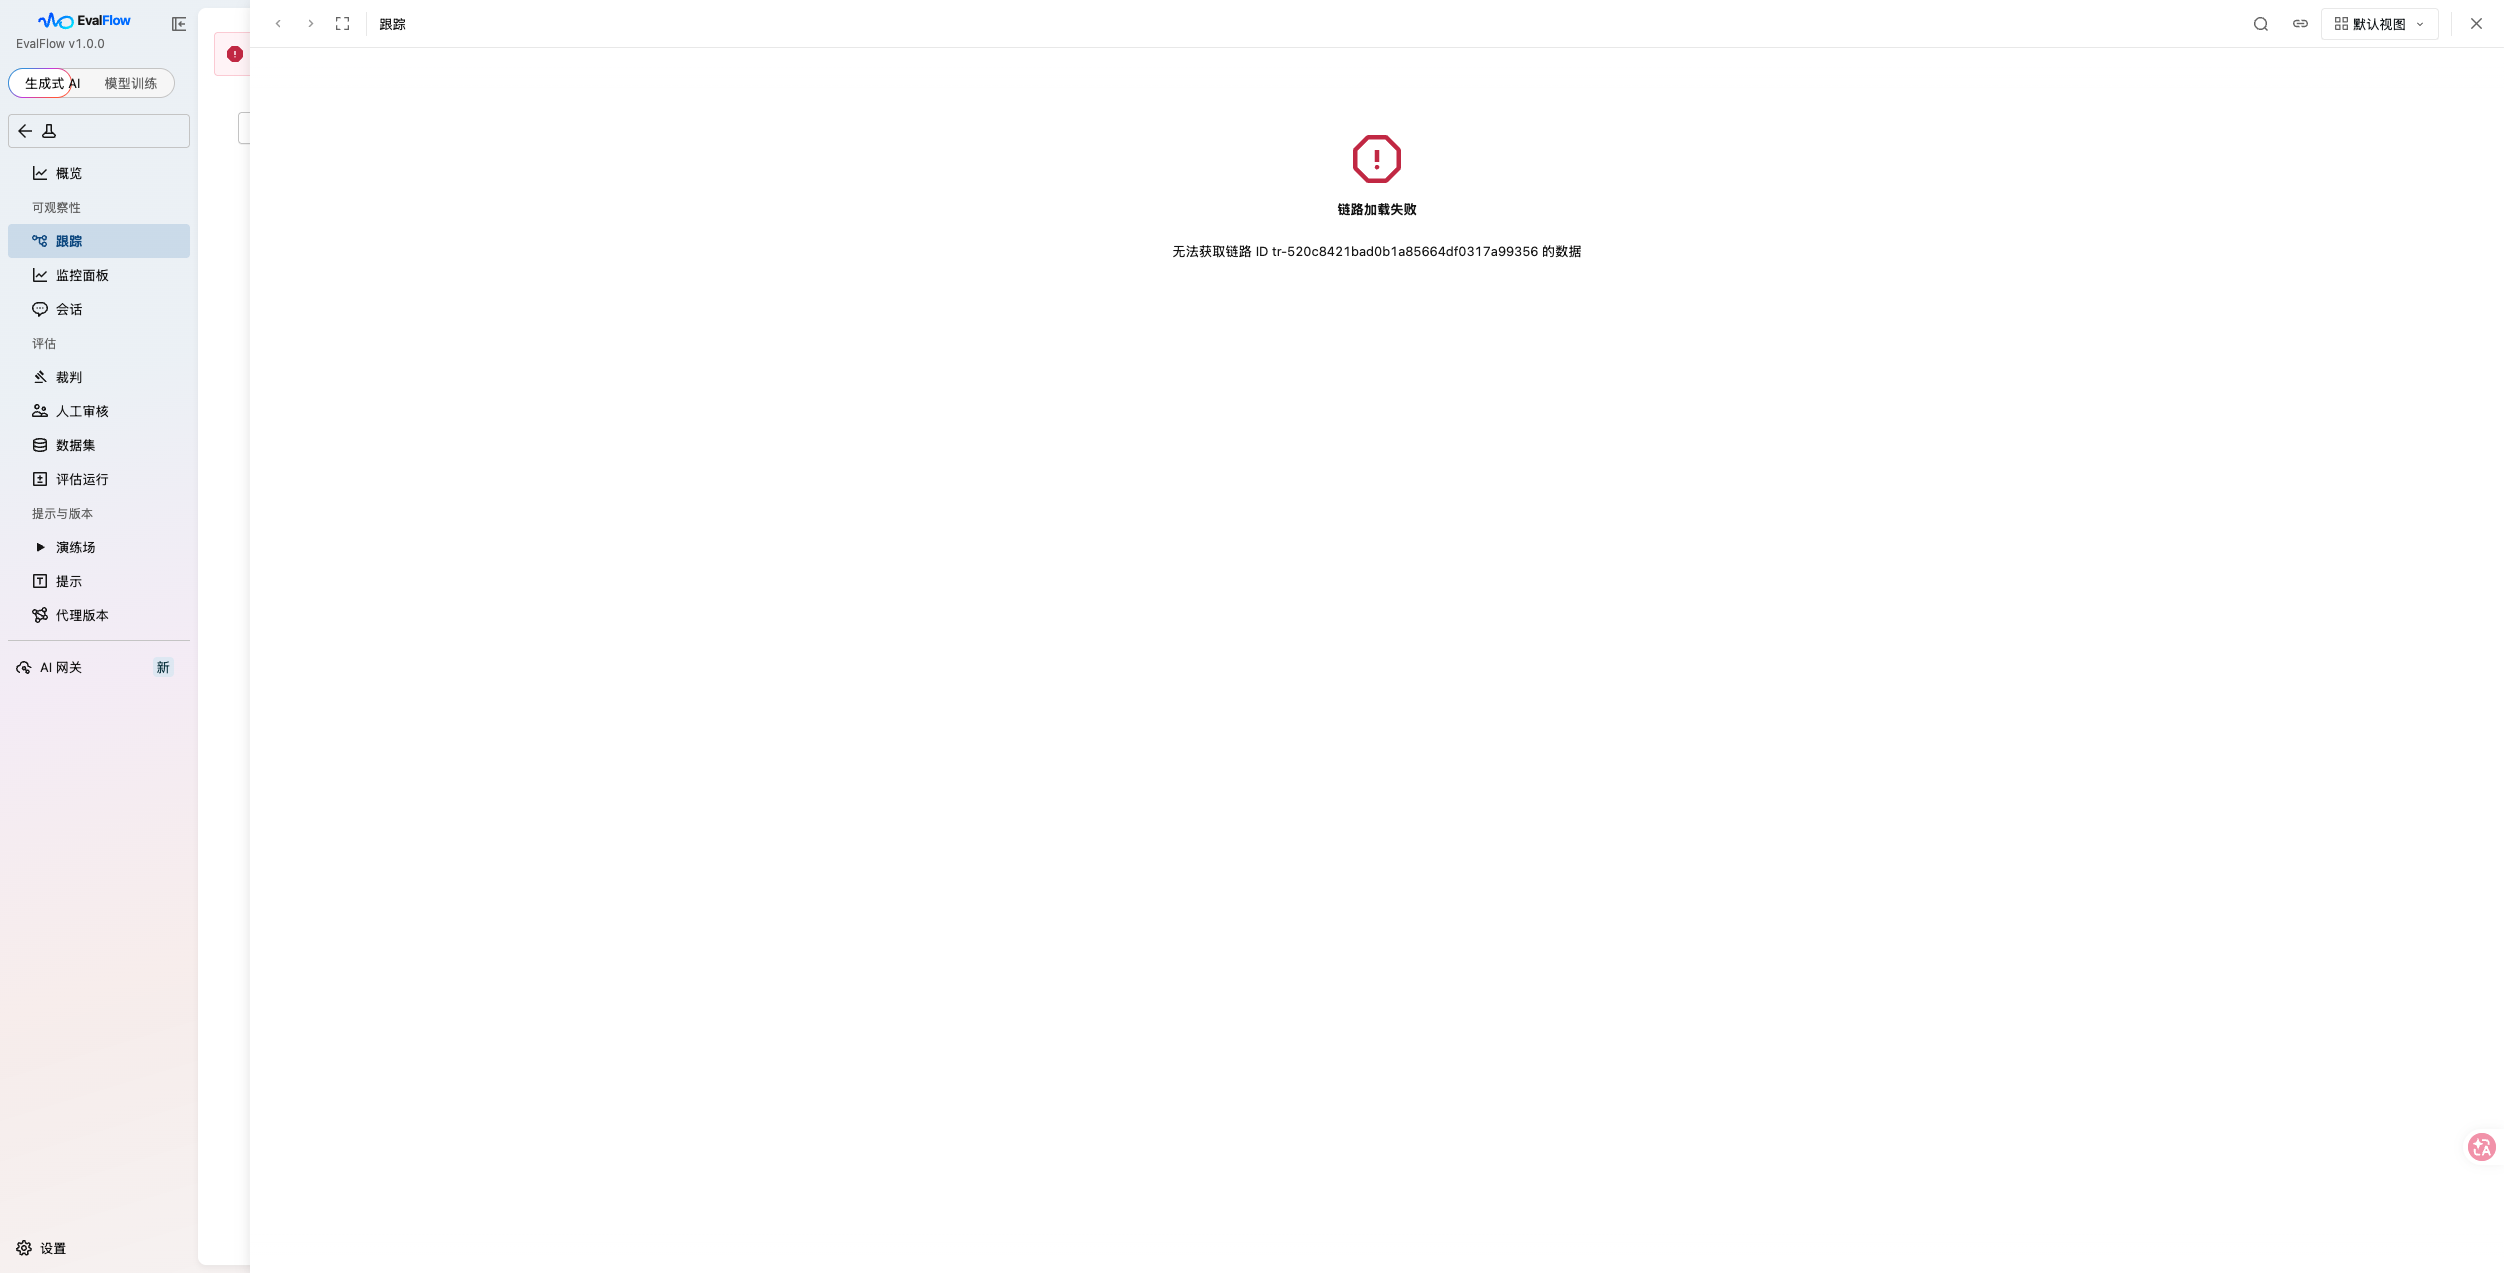 EvalFlow
EvalFlow v1.0.0
生成式 AI
模型训练
概览
可观察性
跟踪
监控面板
会话
评估
裁判
人工审核
数据集
评估运行
提示与版本
演练场
提示
代理版本
AI 网关
新
设置
跟踪
默认视图
链路加载失败
无法获取链路 ID tr-520c8421bad0b1a85664df0317a99356 的数据